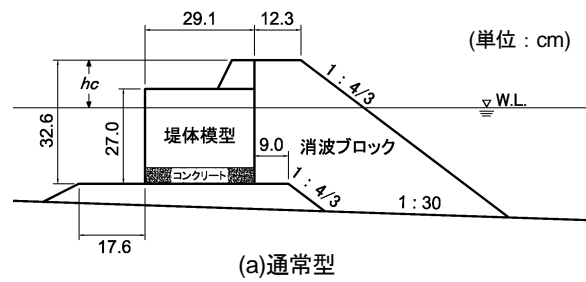 29.1
12.3
(単位：cm)
hc
1：4/3
W.L.
32.6
27.0
堤体模型
9.0
消波ブロック
コンクリート
1：4/3
1：30
17.6
(a)通常型